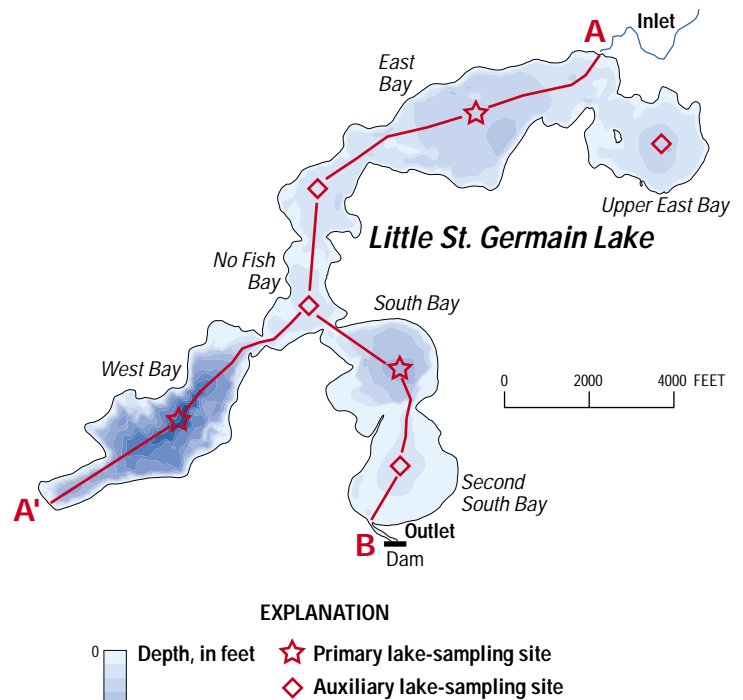 A
Inlet
East
Bay
Upper East Bay
Little St. Germain Lake
No Fish
Bay
South Bay
West Bay
0 2000 4000 FEET
Second
South Bay
A'
B
Outlet
Dam
EXPLANATION
0 Depth, in feet
Primary lake-sampling site
Auxiliary lake-sampling site